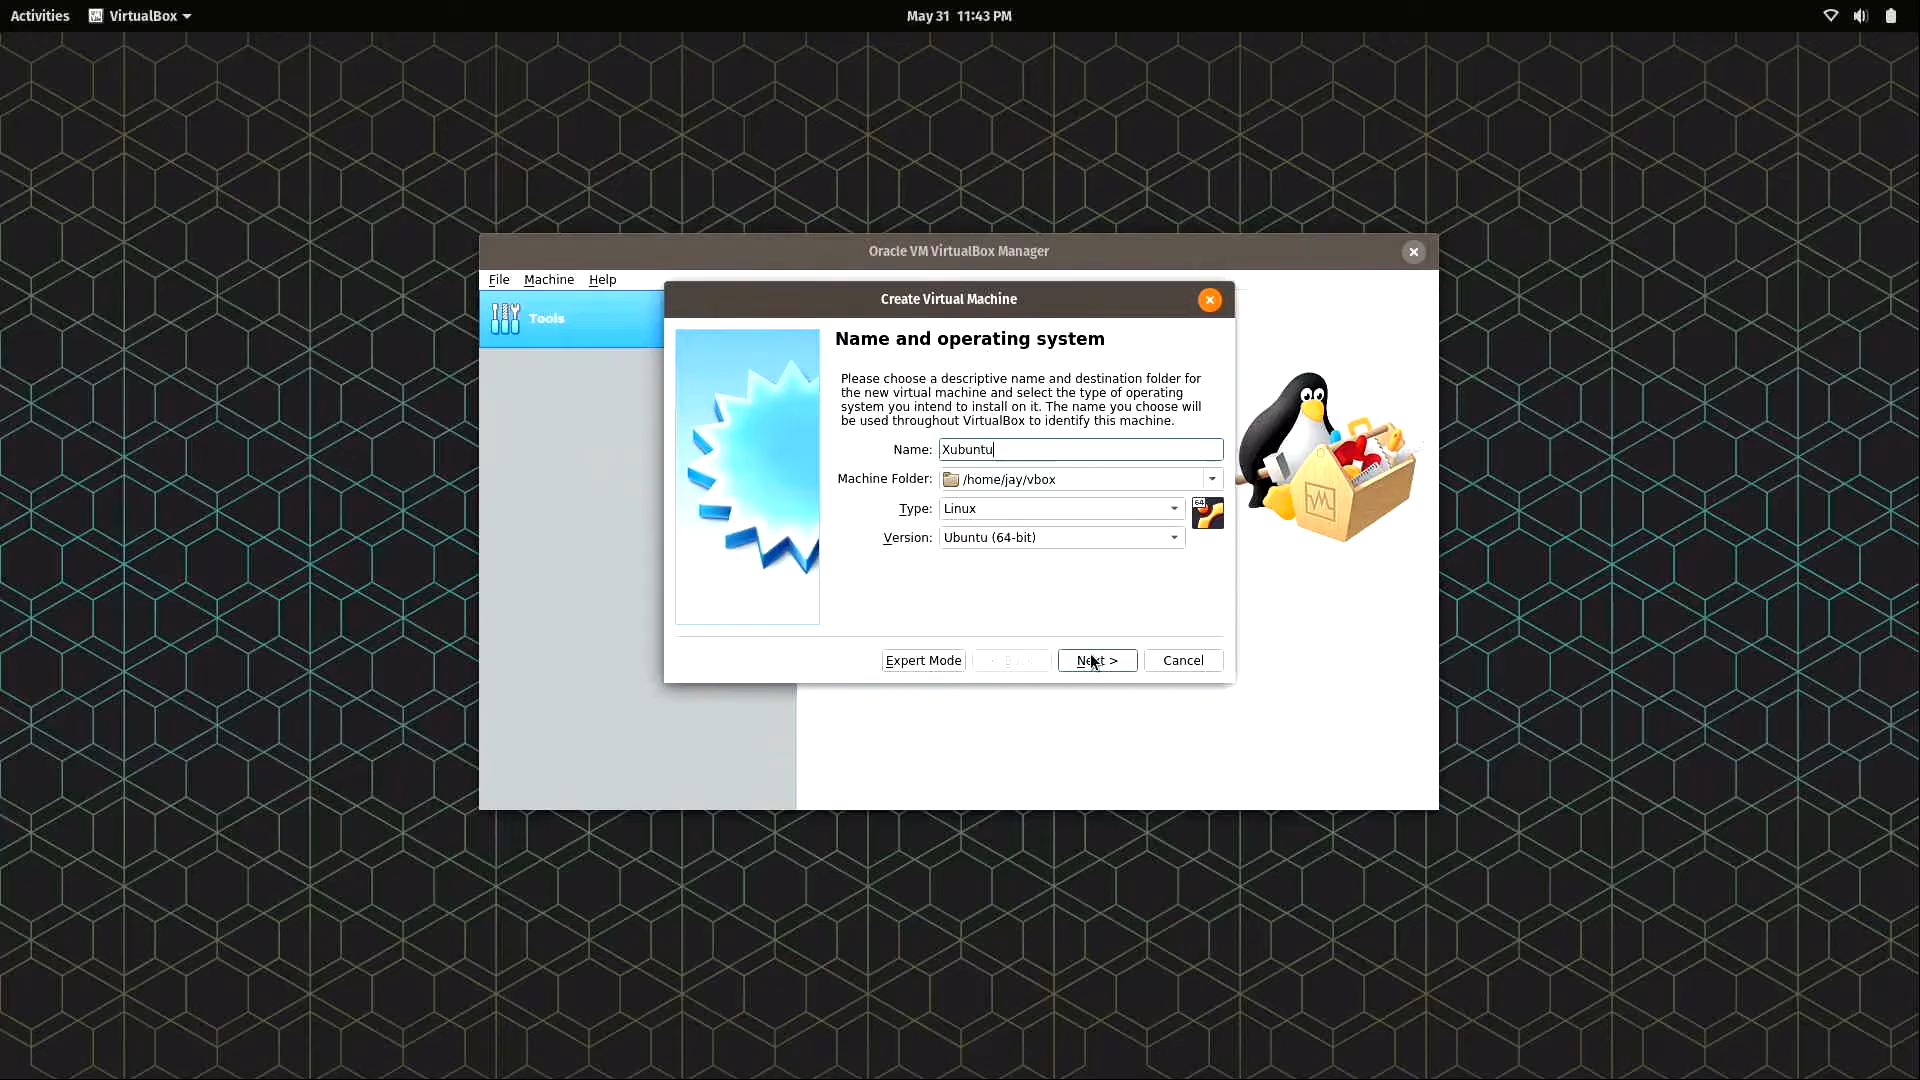 Activities VirtualBox May 31 11:43 PM
Oracle VM VirtualBox Manager
File Machine Help
Tools
Create Virtual Machine
Name and operating system
Please choose a descriptive name and destination folder for
the new virtual machine and select the type of operating
system you intend to install on it. The name you choose will
be used throughout VirtualBox to identify this machine.
Name: Xubuntu
Machine Folder: /home/jay/vbox
Type: Linux
64
Version: Ubuntu (64-bit)
Expert Mode Next > Cancel